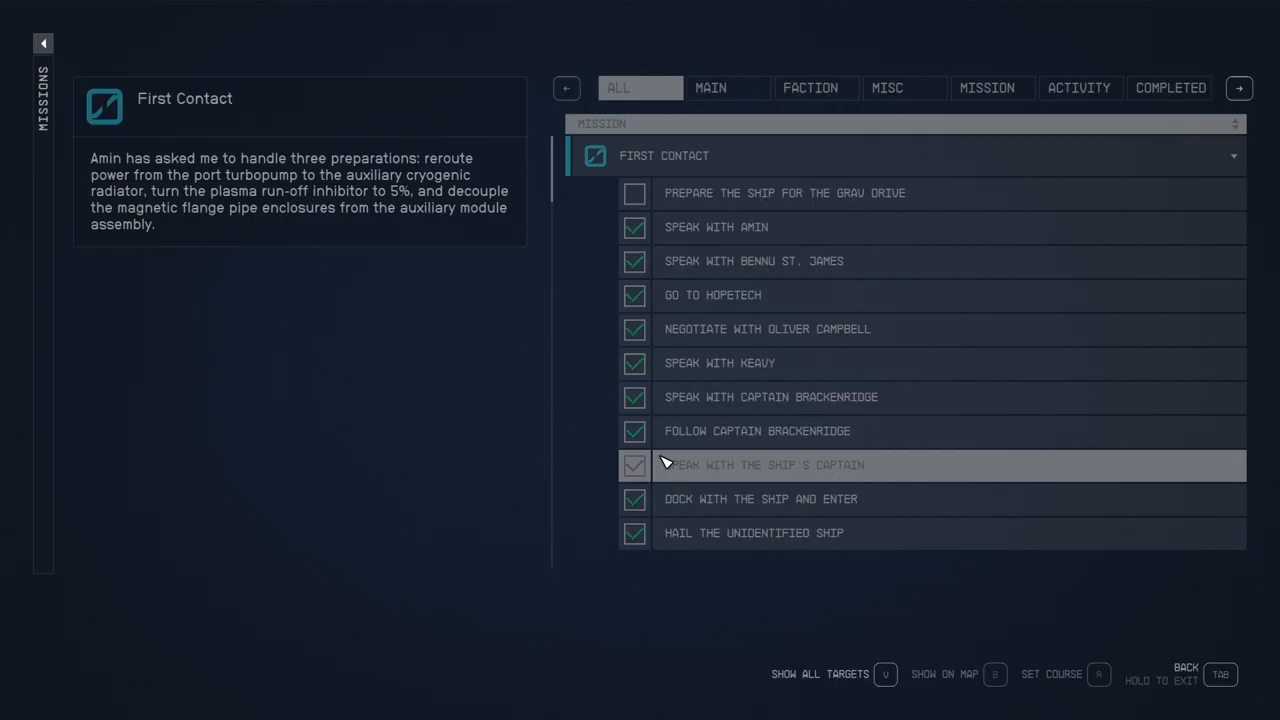 MISSIONS
First Contact
Amin has asked me to handle three preparations: reroute
power from the port turbopump to the auxiliary cryogenic
radiator, turn the plasma run-off inhibitor to 5%, and decouple
the magnetic flange pipe enclosures from the auxiliary module
assembly.
ALL MAIN FACTION MISC MISSION ACTIVITY COMPLETED
MISSION
FIRST CONTACT
PREPARE THE SHIP FOR THE GRAV DRIVE
SPEAK WITH AMIN
SPEAK WITH BENNU ST. JAMES
GO TO HOPETECH
NEGOTIATE WITH OLIVER CAMPBELL
SPEAK WITH KEAVY
SPEAK WITH CAPTAIN BRACKENRIDGE
FOLLOW CAPTAIN BRACKENRIDGE
SPEAK WITH THE SHIP'S CAPTAIN
DOCK WITH THE SHIP AND ENTER
HAIL THE UNIDENTIFIED SHIP
SHOW ALL TARGETS V SHOW ON MAP B SET COURSE R BACK TAB
HOLD TO EXIT